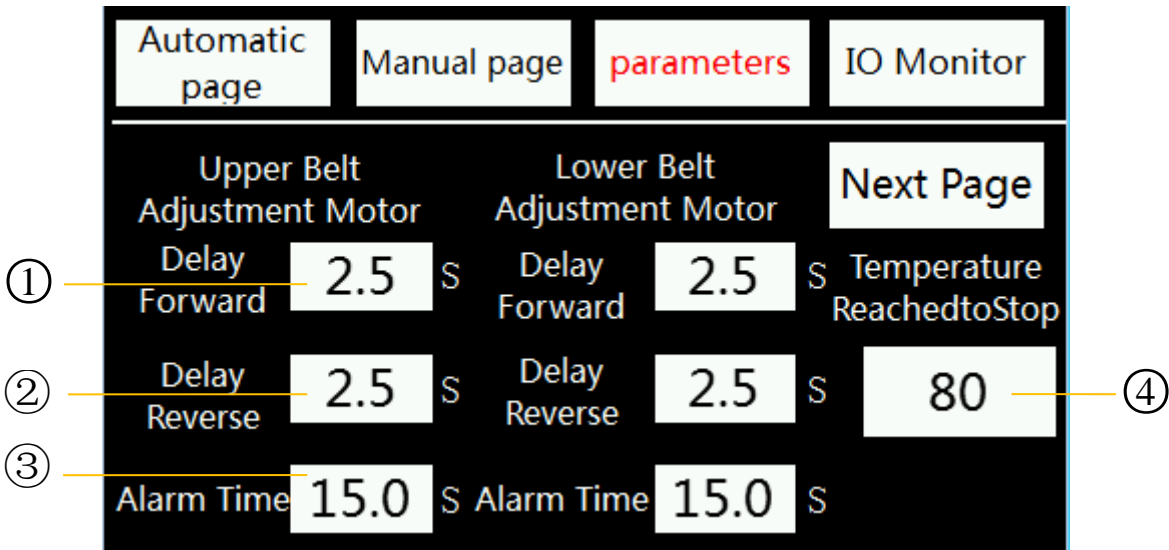 Automatic
page
Manual page
parameters
IO Monitor
Upper Belt
Adjustment Motor
Lower Belt
Adjustment Motor
Next Page
① Delay
Forward
2.5 S
Delay
Forward
2.5 S
Temperature
ReachedtoStop
② Delay
Reverse
2.5 S
Delay
Reverse
2.5 S
80 ④
③ Alarm Time 15.0 S Alarm Time 15.0 S